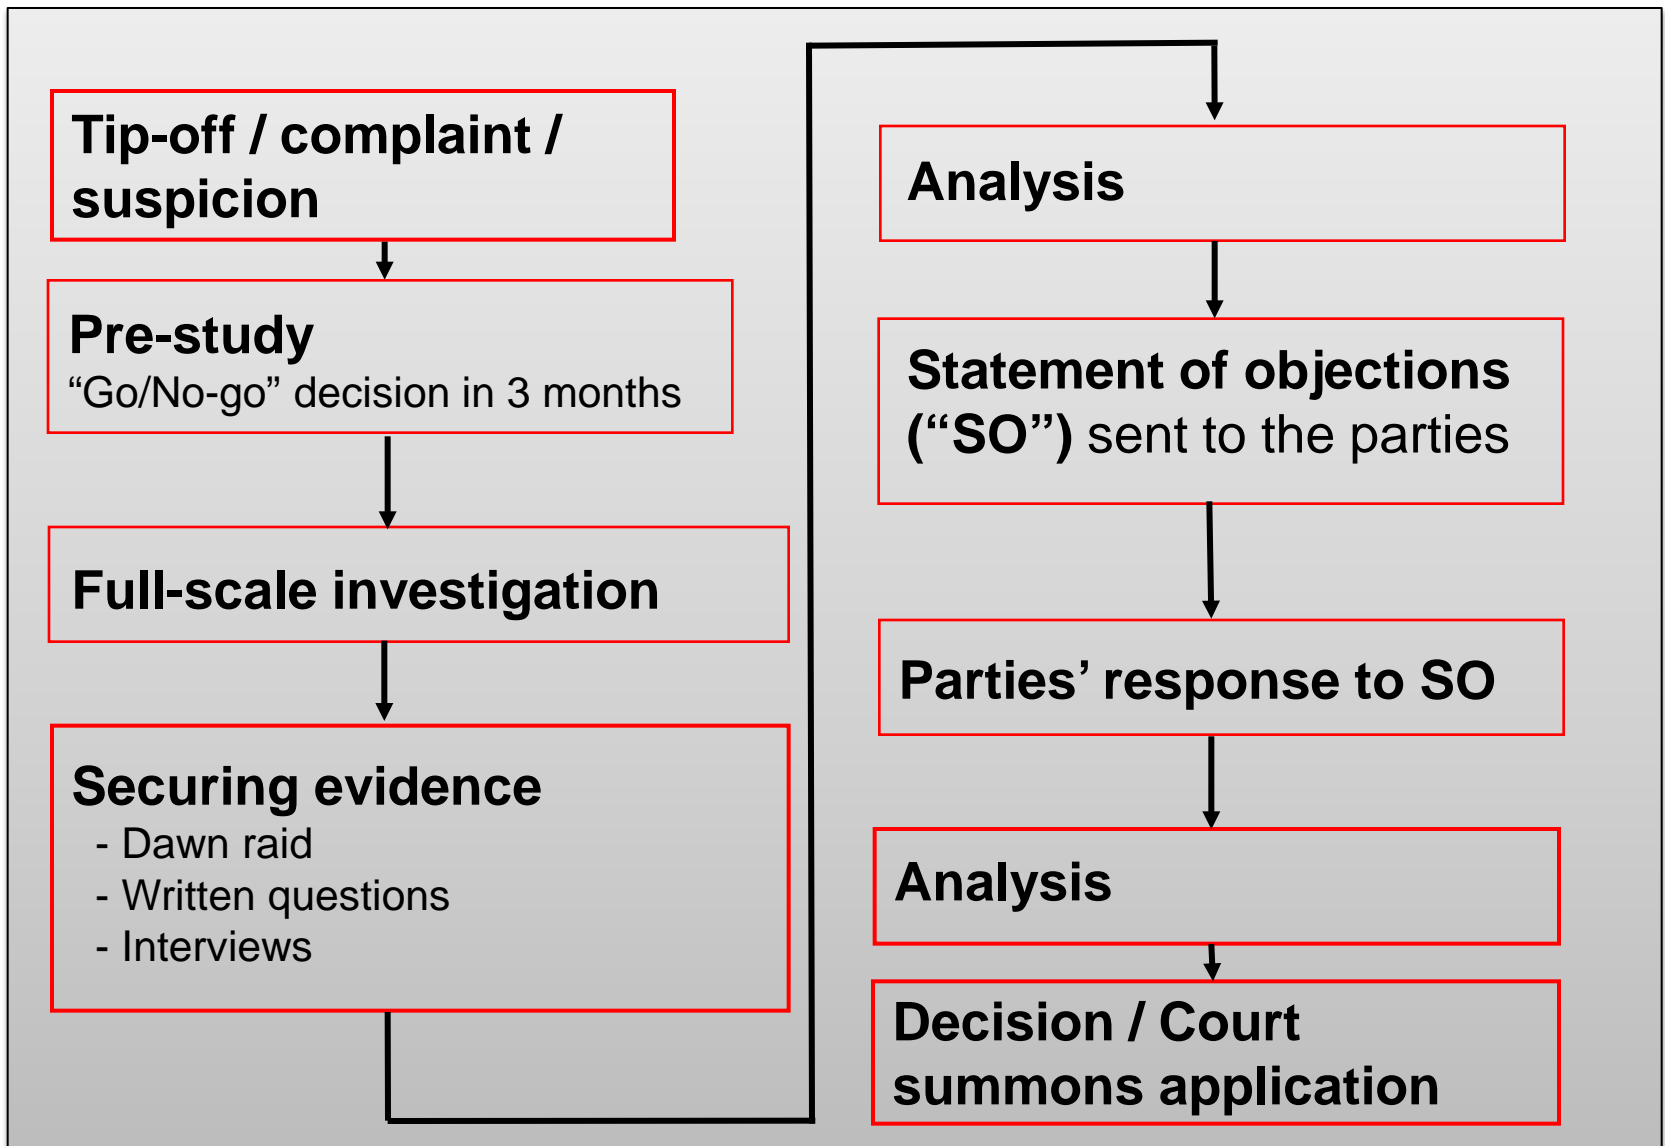 Tip-off / complaint /
suspicion
Pre-study
“Go/No-go” decision in 3 months
Full-scale investigation
Securing evidence
- Dawn raid
- Written questions
- Interviews
Analysis
Statement of objections
(“SO”) sent to the parties
Parties’ response to SO
Analysis
Decision / Court
summons application